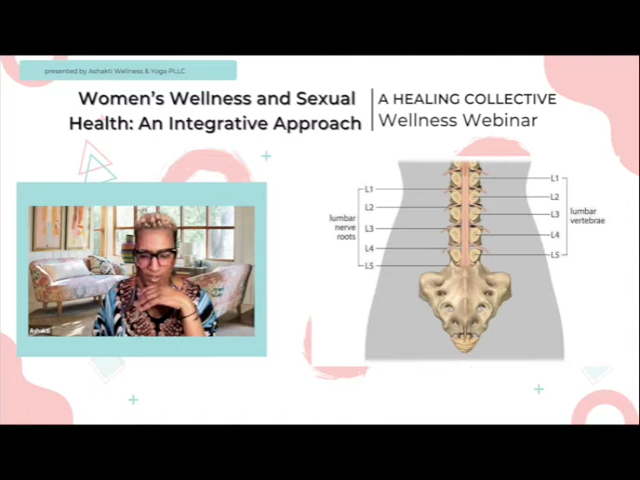 presented by Ashakti Wellness & Yoga PLLC
Women's Wellness and Sexual
Health: An Integrative Approach
A HEALING COLLECTIVE
Wellness Webinar
Ashakti
lumbar
nerve
roots
L1
L2
L3
L4
L5
L1
L2
L3
L4
L5
lumbar
vertebrae